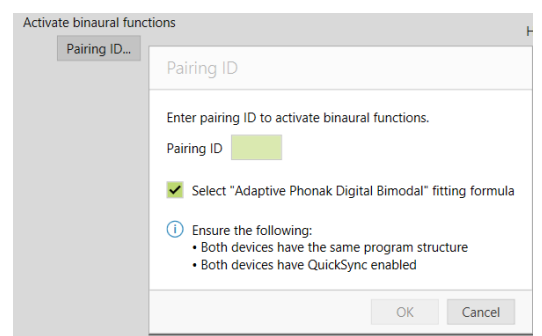 Activate binaural functions
H
Pairing ID...
Pairing ID
Enter pairing ID to activate binaural functions.
Pairing ID
Select "Adaptive Phonak Digital Bimodal" fitting formula
Ensure the following:
• Both devices have the same program structure
• Both devices have QuickSync enabled
OK Cancel